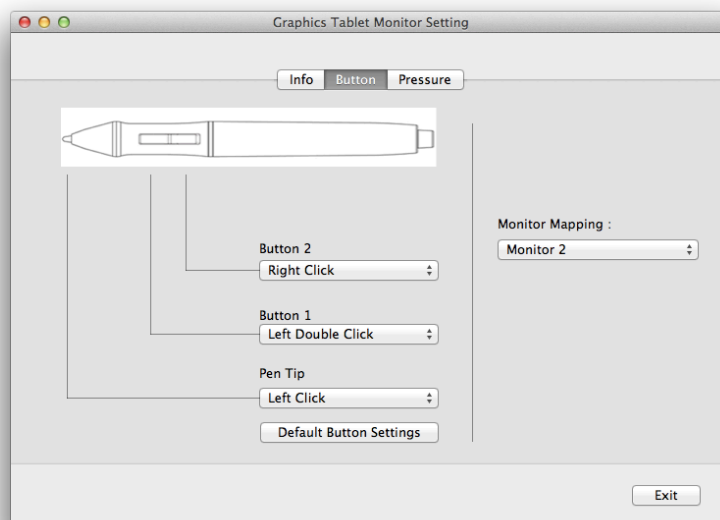 Graphics Tablet Monitor Setting
Info Button Pressure
Button 2
Right Click
Button 1
Left Double Click
Pen Tip
Left Click
Default Button Settings
Monitor Mapping :
Monitor 2
Exit